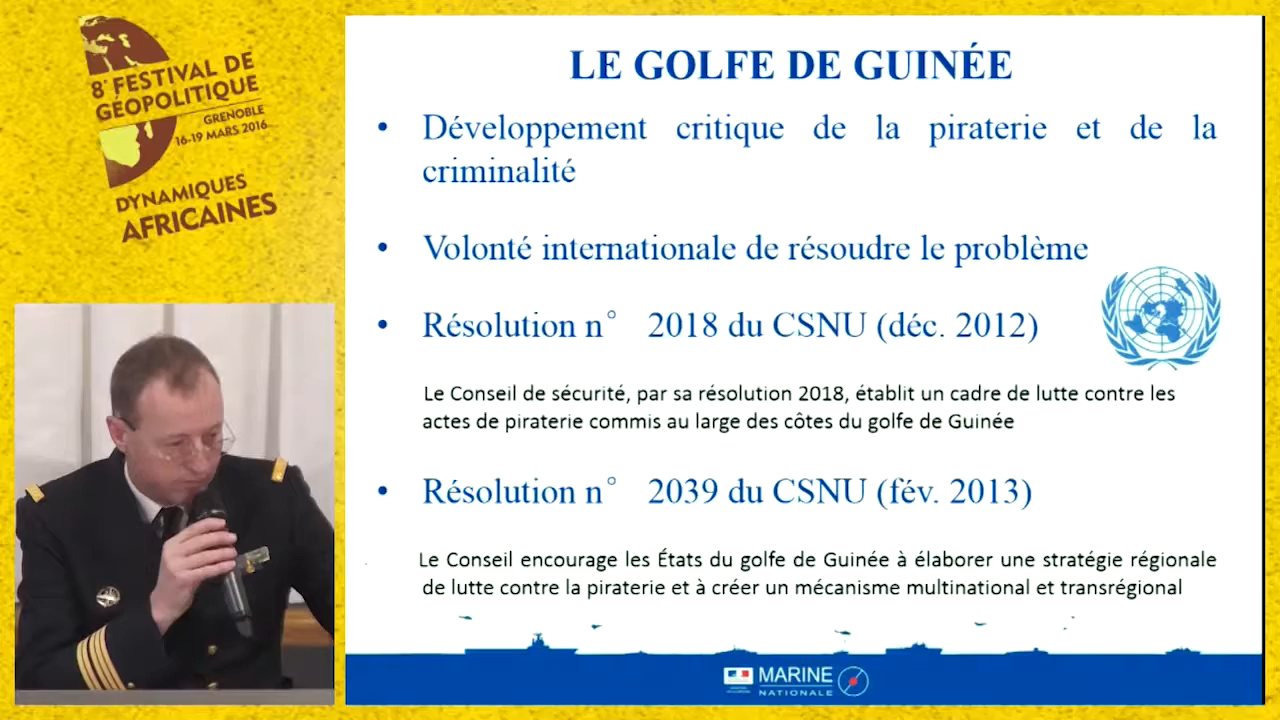 8e FESTIVAL DE
GÉOPOLITIQUE
GRENOBLE
16-19 MARS 2016
DYNAMIQUES
AFRICAINES
LE GOLFE DE GUINÉE
• Développement critique de la piraterie et de la
criminalité
• Volonté internationale de résoudre le problème
• Résolution n° 2018 du CSNU (déc. 2012)
Le Conseil de sécurité, par sa résolution 2018, établit un cadre de lutte contre les
actes de piraterie commis au large des côtes du golfe de Guinée
• Résolution n° 2039 du CSNU (fév. 2013)
Le Conseil encourage les États du golfe de Guinée à élaborer une stratégie régionale
de lutte contre la piraterie et à créer un mécanisme multinational et transrégional
MARINE
NATIONALE